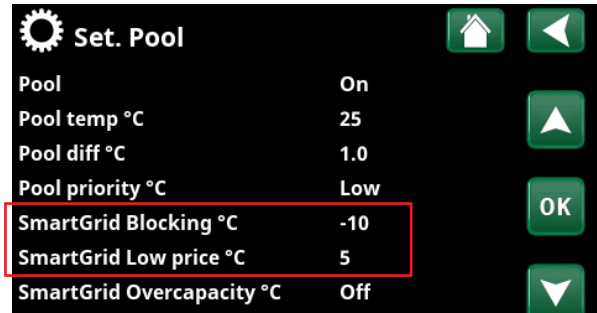 Set. Pool
Pool On
Pool temp °C 25
Pool diff °C 1.0
Pool priority °C Low
SmartGrid Blocking °C -10
OK
SmartGrid Low price °C 5
SmartGrid Overcapacity °C Off